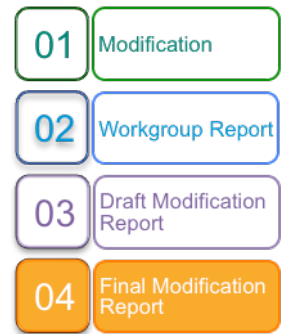 01 Modification
02 Workgroup Report
03 Draft Modification
Report
04 Final Modification
Report